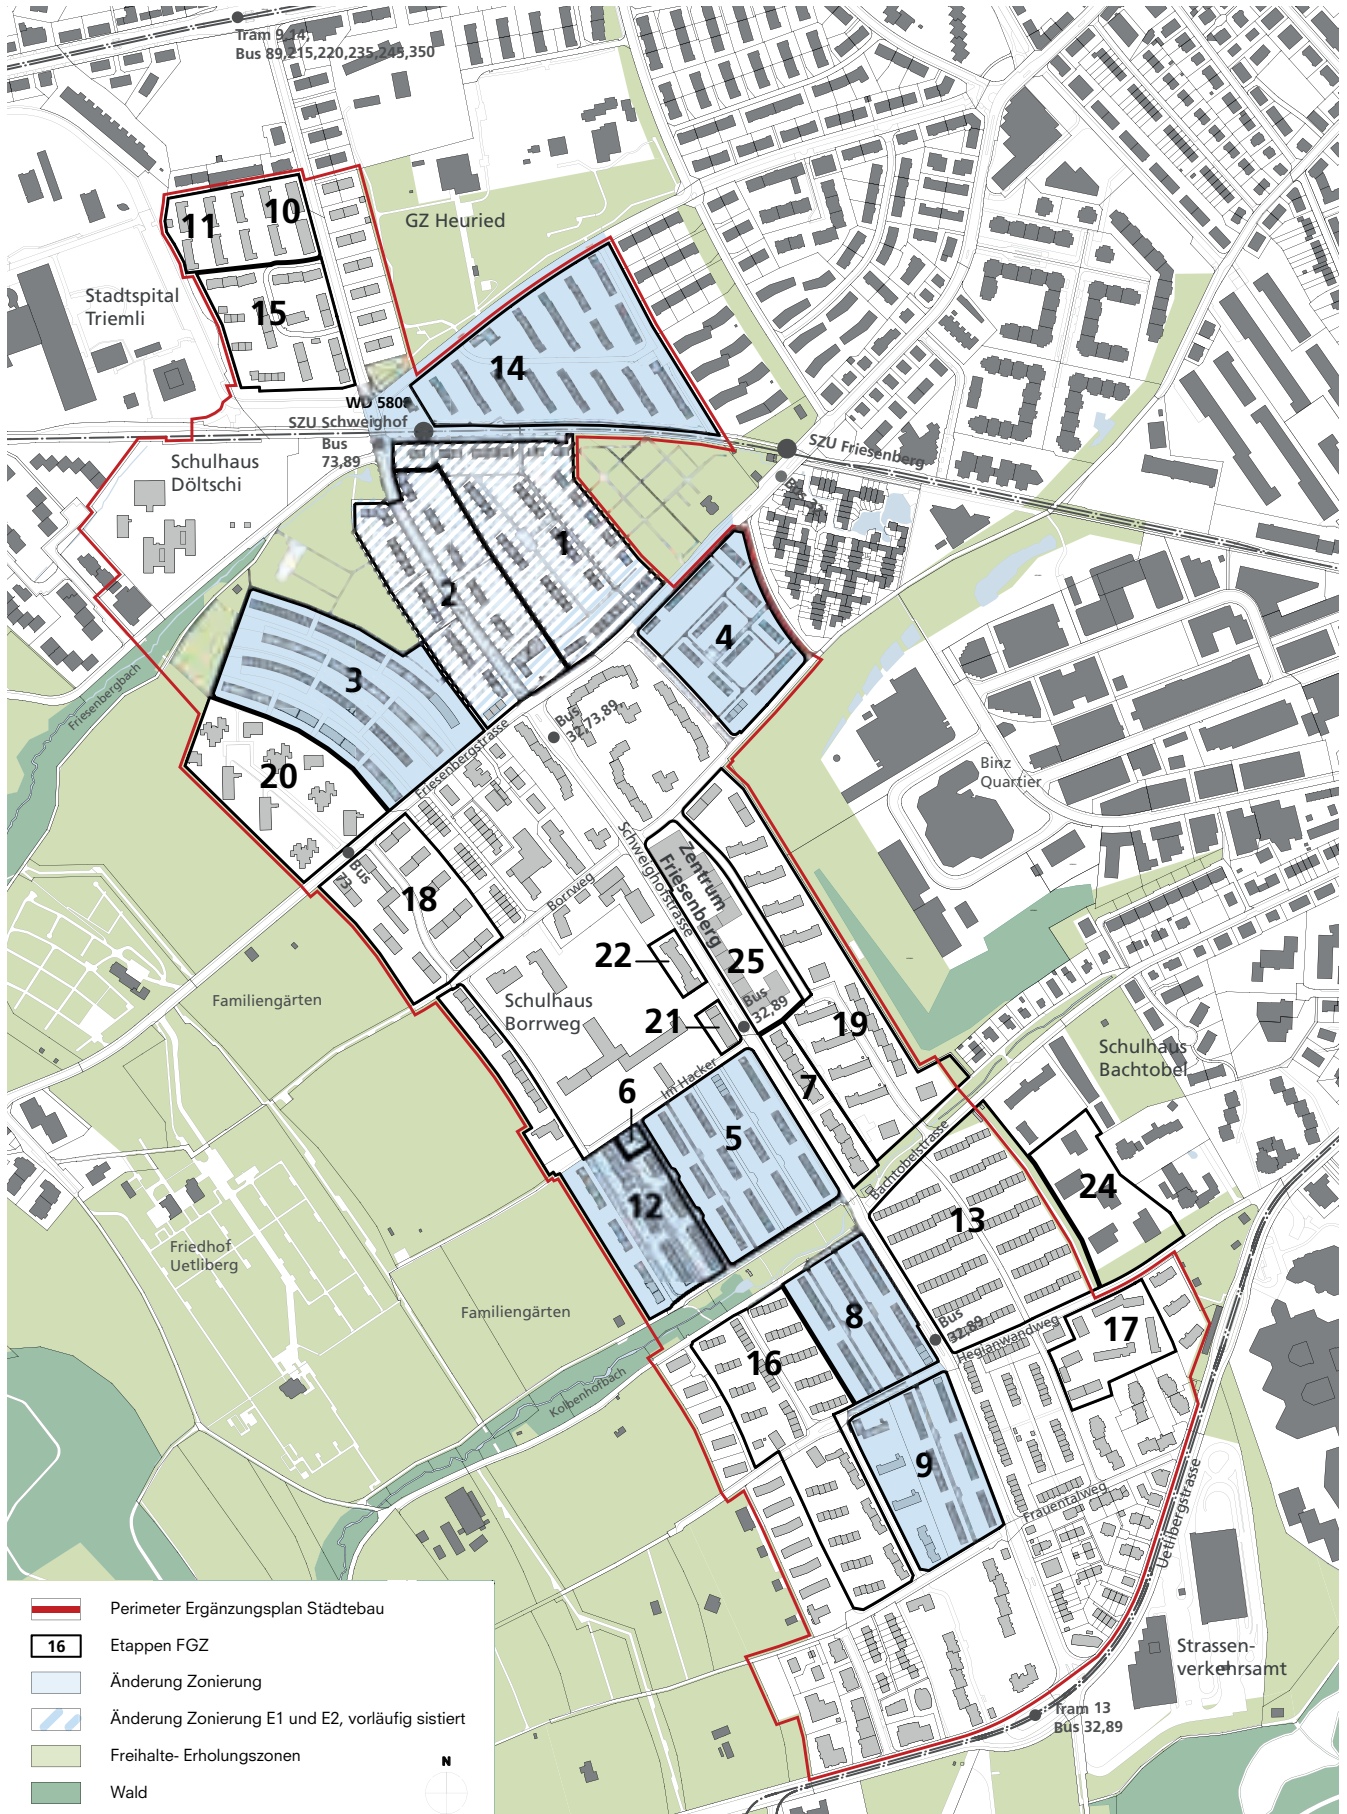 Tram 9,14,
Bus 89,215,220,235,245,350
11
10
GZ Heuried
Stadtspital
Triemli
15
14
WD 580
SZU Schweighof
Bus
73,89
SZU Friesenberg
Schulhaus
Döltschi
1
2
4
3
Friesenbergbach
Bus
32,73,89,
Friesenbergstrasse
20
Binz
Quartier
Bus
73
18
Schweighofstrasse
Zentrum
Friesenberg
Borrweg
22
25
Schulhaus
Borrweg
Familiengärten
Bus
32,89
21
19
Im Hacker
7
Schulhaus
Bachtobel
6
5
Bachtobelstrasse
24
12
13
Friedhof
Uetliberg
Familiengärten
8
Bus
32,89
Hegianwandweg
17
16
Kolbenhofbach
9
Frauentalweg
Uetlibergstrasse
Strassen-
verkehrsamt
Tram 13
Bus 32,89
Perimeter Ergänzungsplan Städtebau
16
Etappen FGZ
Änderung Zonierung
Änderung Zonierung E1 und E2, vorläufig sistiert
Freihalte- Erholungszonen
N
Wald